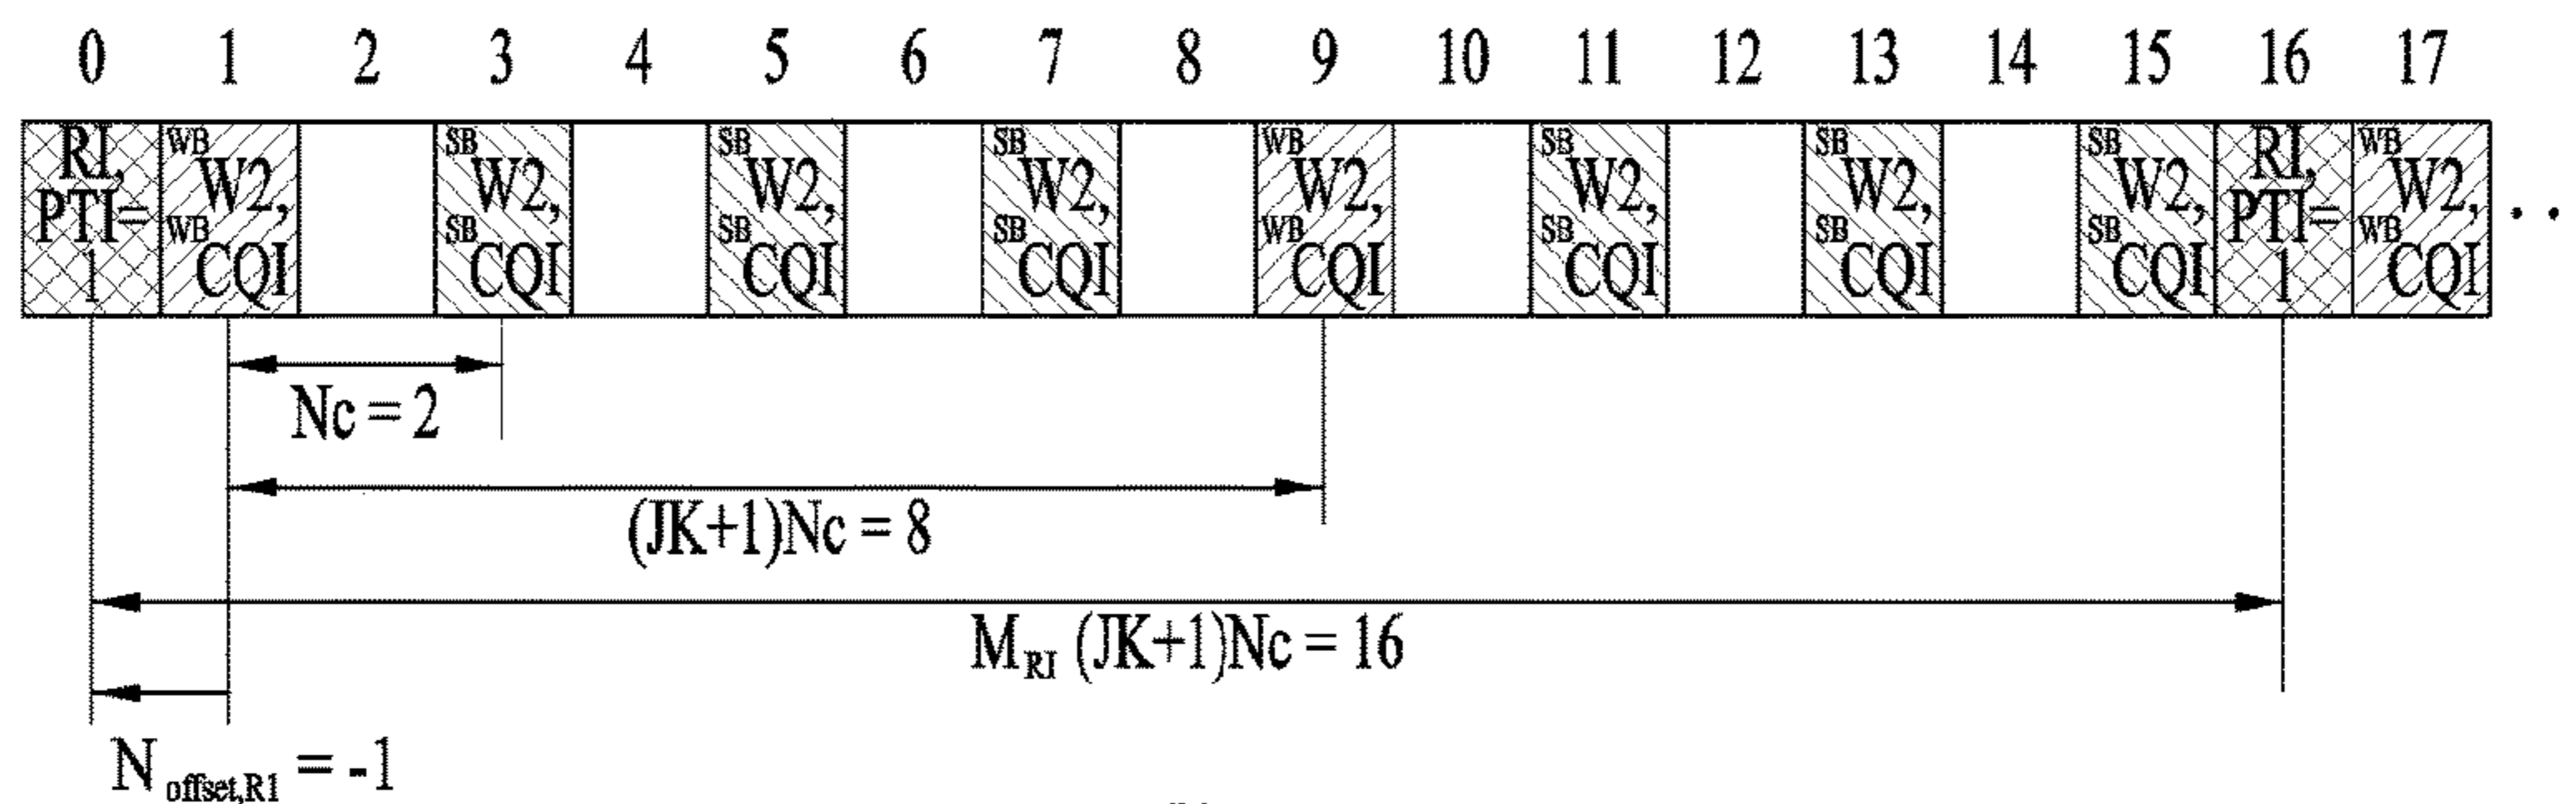 0 1 2 3 4 5 6 7 8 9 10 11 12 13 14 15 16 17
RI, PTI= 1
WB W2, WB CQI
SB W2, SB CQI
SB W2, SB CQI
SB W2, SB CQI
WB W2, WB CQI
SB W2, SB CQI
SB W2, SB CQI
SB W2, SB CQI
RI, PTI= 1
WB W2, WB CQI
. .
Nc = 2
(JK+1)Nc = 8
M_RI (JK+1)Nc = 16
N_offset,R1 = -1